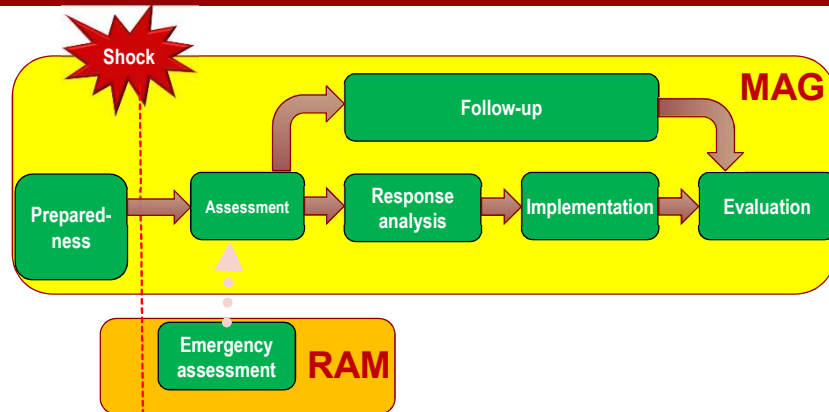 Shock
MAG
Follow-up
Prepared-
ness
Assessment
Response
analysis
Implementation
Evaluation
Emergency
assessment
RAM